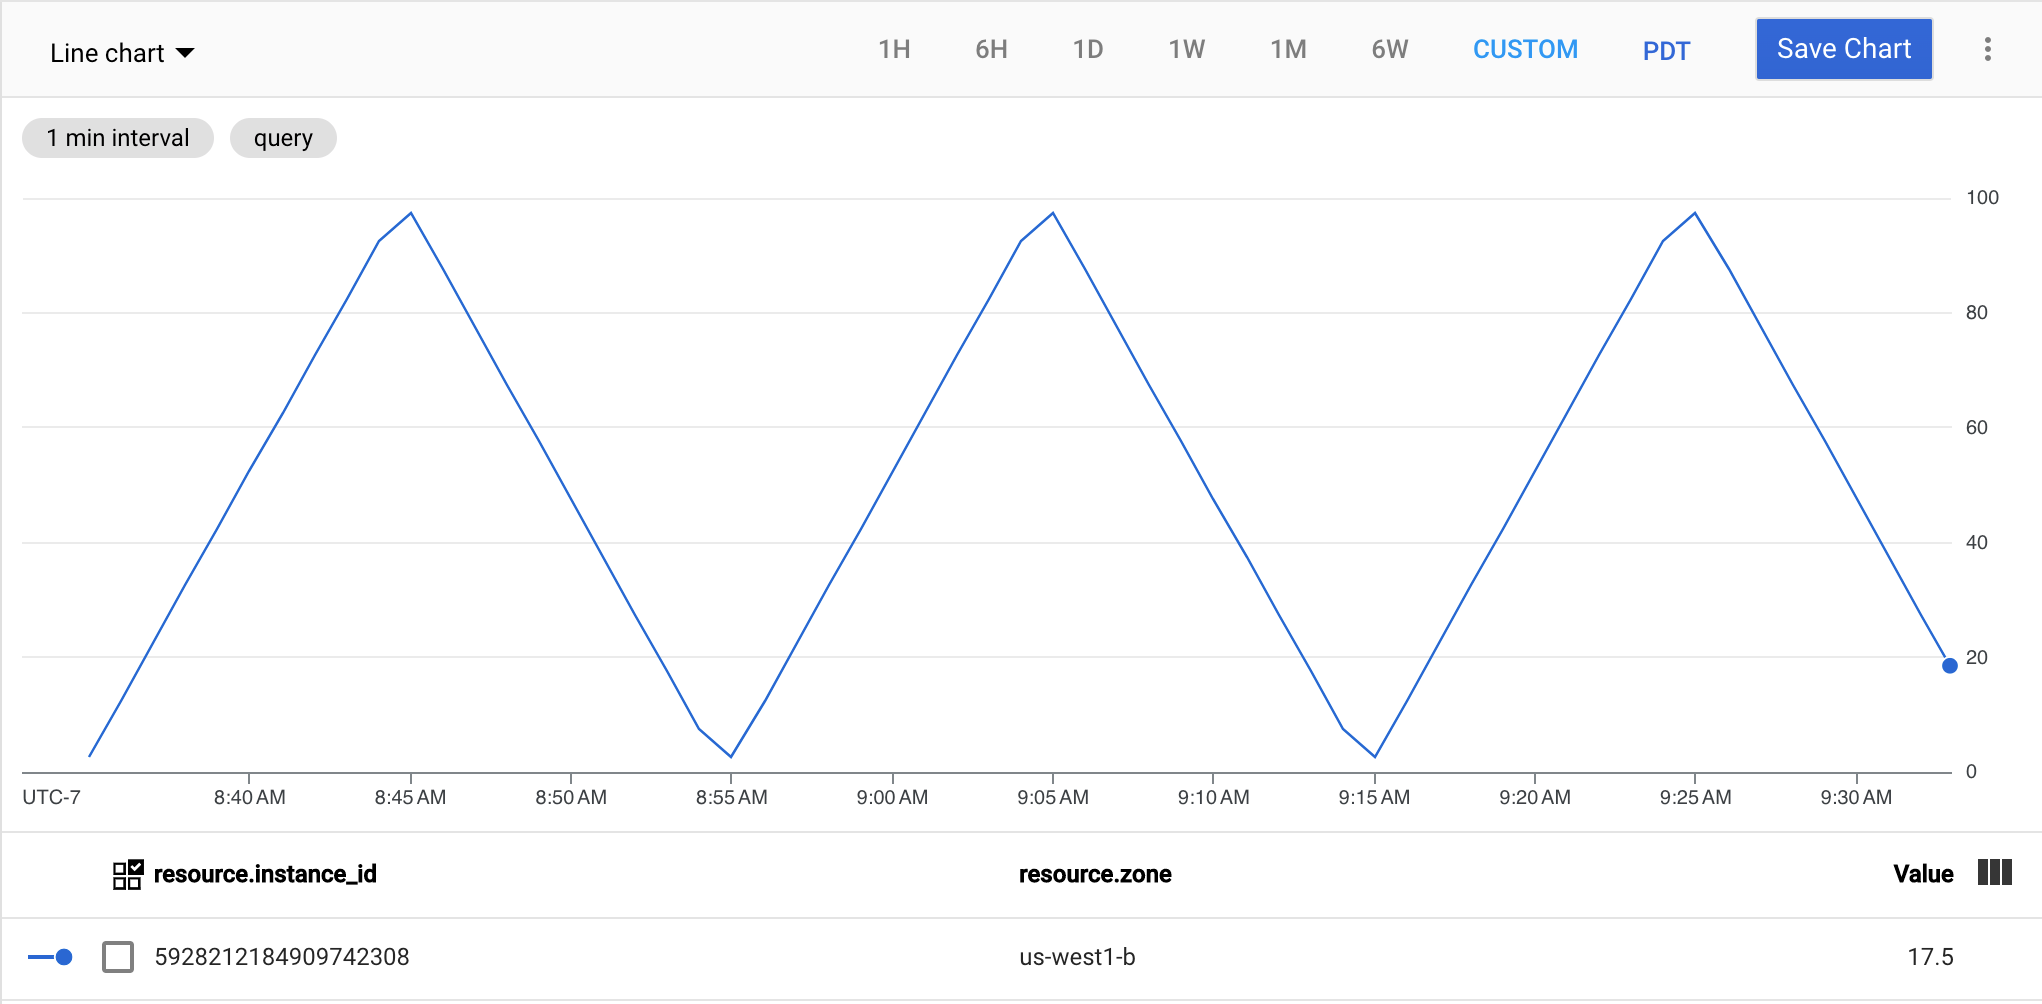 Line chart 1H 6H 1D 1W 1M 6W CUSTOM PDT Save Chart
1 min interval query
100
80
60
40
20
0
UTC-7 8:40 AM 8:45 AM 8:50 AM 8:55 AM 9:00 AM 9:05 AM 9:10 AM 9:15 AM 9:20 AM 9:25 AM 9:30 AM
resource.instance_id resource.zone Value
5928212184909742308 us-west1-b 17.5